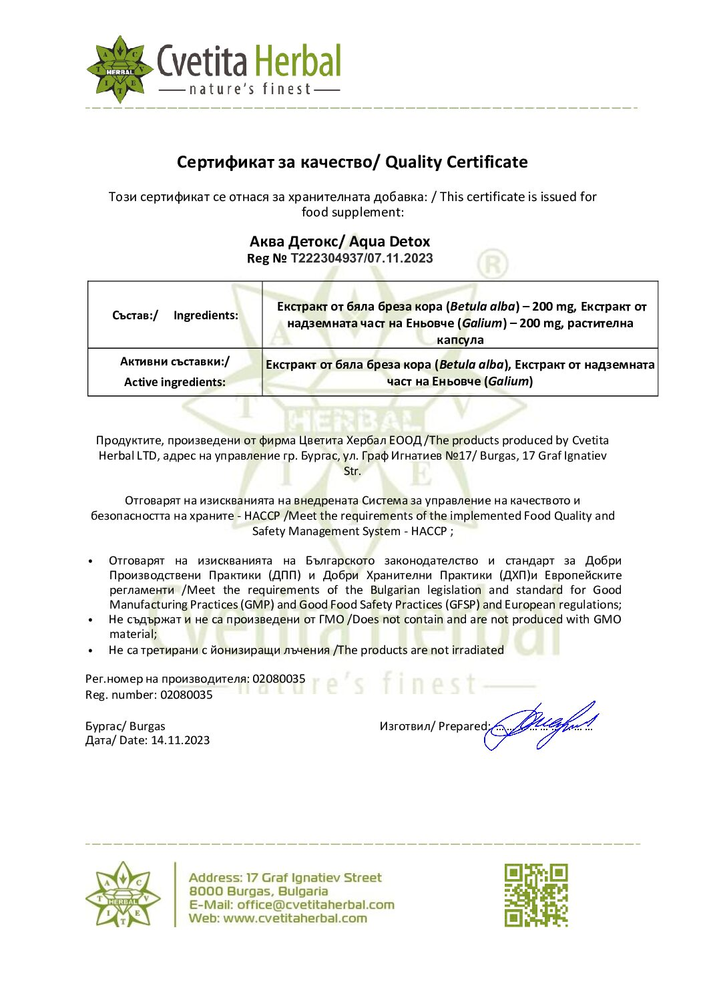 Cvetita Herbal
nature's finest
A C
T HERBAL V
I T E
Сертификат за качество/ Quality Certificate
Този сертификат се отнася за хранителната добавка: / This certificate is issued for
food supplement:
Аква Детокс/ Aqua Detox
Reg № T222304937/07.11.2023
®
Състав:/ Ingredients:
Екстракт от бяла бреза кора (Betula alba) – 200 mg, Екстракт от
надземната част на Еньовче (Galium) – 200 mg, растителна
капсула
Активни съставки:/
Active ingredients:
Екстракт от бяла бреза кора (Betula alba), Екстракт от надземната
част на Еньовче (Galium)
A C
T HERBAL V
I T E
Продуктите, произведени от фирма Цветита Хербал ЕООД /The products produced by Cvetita
Herbal LTD, адрес на управление гр. Бургас, ул. Граф Игнатиев №17/ Burgas, 17 Graf Ignatiev
Str.
Отговарят на изискванията на внедрената Система за управление на качеството и
безопасността на храните - HACCP /Meet the requirements of the implemented Food Quality and
Safety Management System - HACCP ;
• Отговарят на изискванията на Българското законодателство и стандарт за Добри
Производствени Практики (ДПП) и Добри Хранителни Практики (ДХП)и Европейските
регламенти /Meet the requirements of the Bulgarian legislation and standard for Good
Manufacturing Practices (GMP) and Good Food Safety Practices (GFSP) and European regulations;
• Не съдържат и не са произведени от ГМО /Does not contain and are not produced with GMO
material;
• Не са третирани с йонизиращи лъчения /The products are not irradiated
Cvetita Herbal
nature's finest
Рег.номер на производителя: 02080035
Reg. number: 02080035
Бургас/ Burgas
Изготвил/ Prepared:
Дата/ Date: 14.11.2023
A C
T HERBAL V
I T E
Address: 17 Graf Ignatiev Street
8000 Burgas, Bulgaria
E-Mail: office@cvetitaherbal.com
Web: www.cvetitaherbal.com